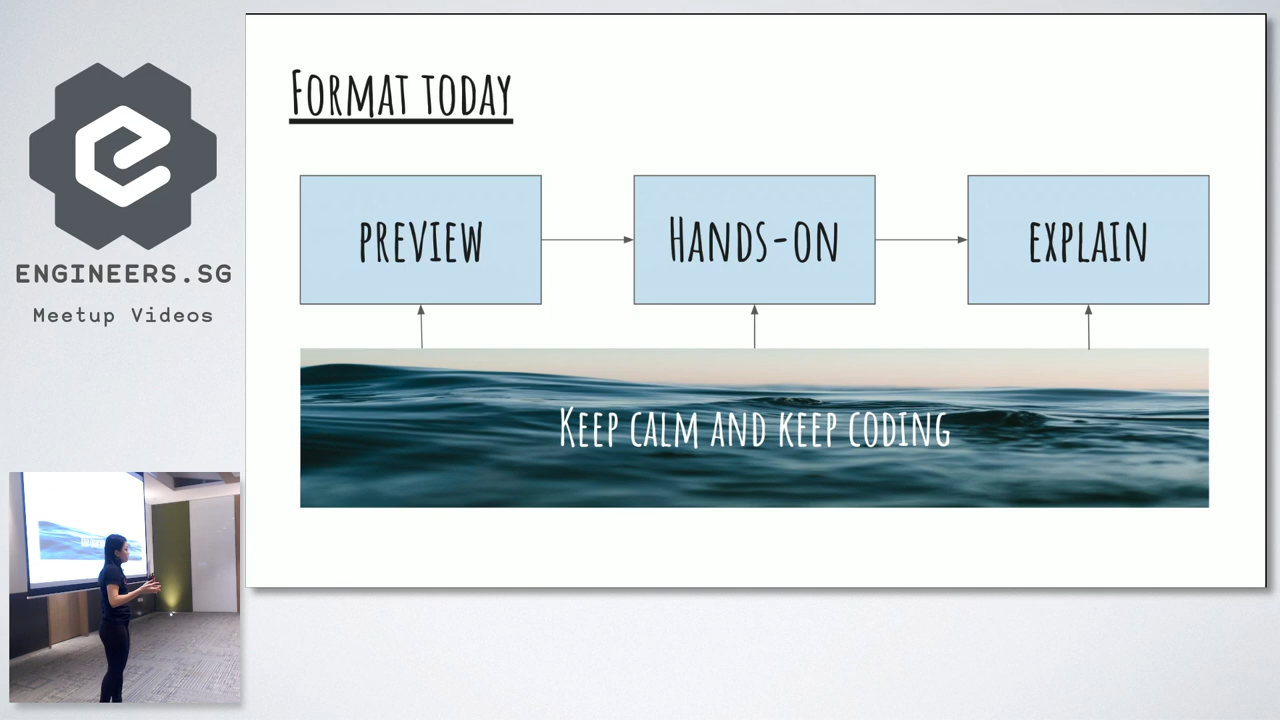 FORMAT TODAY
PREVIEW
HANDS-ON
EXPLAIN
KEEP CALM AND KEEP CODING
ENGINEERS.SG
Meetup Videos